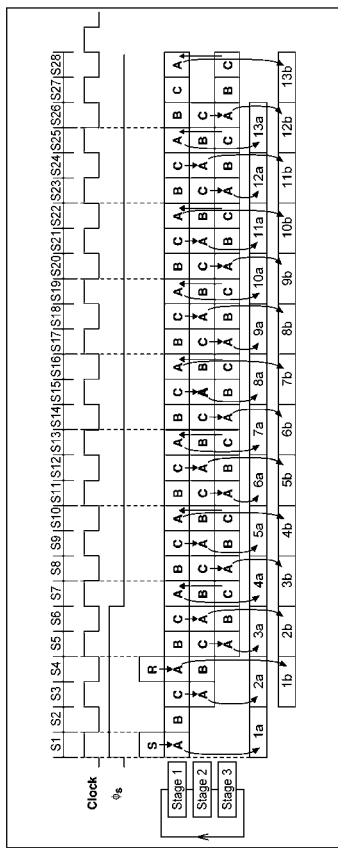 S1 S2 S3 S4 S5 S6 S7 S8 S9 S10 S11 S12 S13 S14 S15 S16 S17 S18 S19 S20 S21 S22 S23 S24 S25 S26 S27 S28
Clock
ϕs
S R
Stage 1 A B C A B C A B C A B C A B C A B C A B C A B C A B C A
Stage 2 A B C A B C A B C A B C A B C A B C A B C A B C
Stage 3 A B C A B C A B C A B C A B C A B C A B C A B C
1a 2a 3a 4a 5a 6a 7a 8a 9a 10a 11a 12a 13a
1b 2b 3b 4b 5b 6b 7b 8b 9b 10b 11b 12b 13b